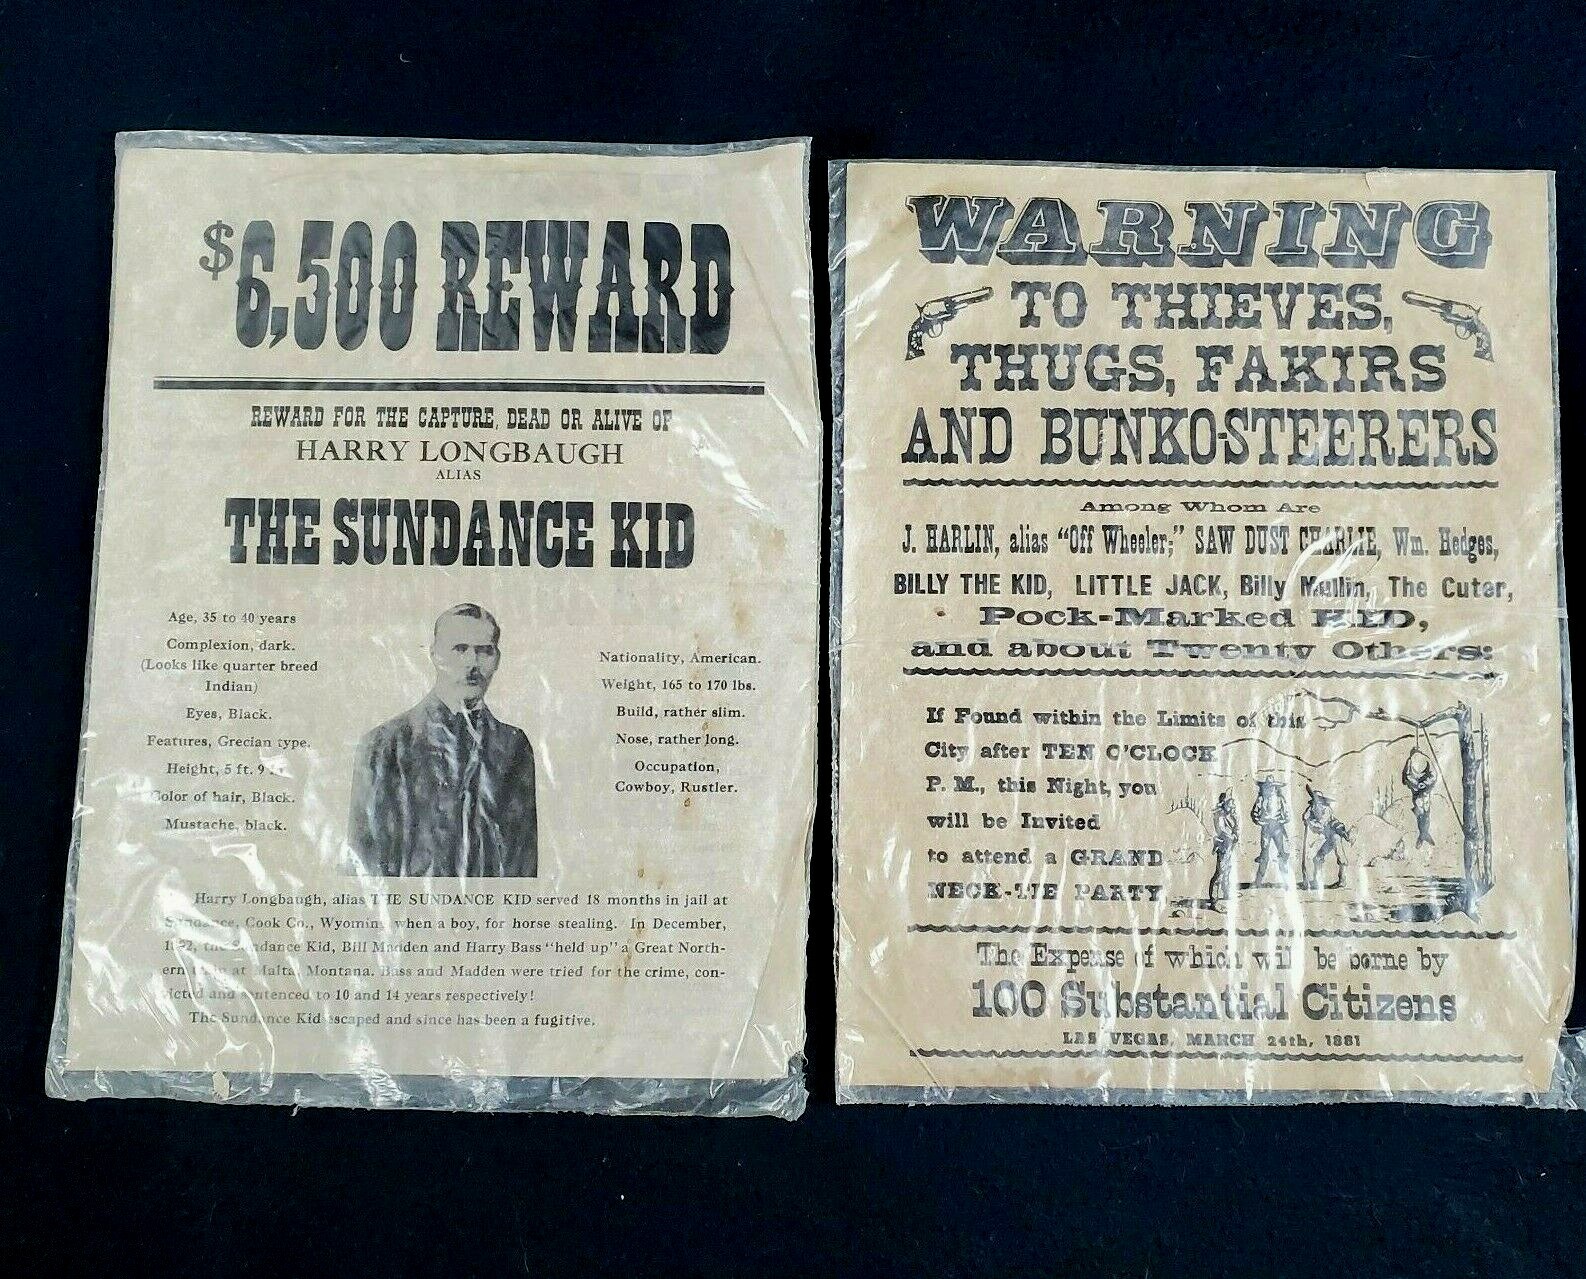 $6,500 REWARD
REWARD FOR THE CAPTURE, DEAD OR ALIVE OF
HARRY LONGBAUGH
ALIAS
THE SUNDANCE KID
Age, 35 to 40 years
Complexion, dark.
(Looks like quarter breed
Indian)
Eyes, Black.
Features, Grecian type.
Height, 5 ft. 9
Color of hair, Black.
Mustache, black.
Nationality, American.
Weight, 165 to 170 lbs.
Build, rather slim.
Nose, rather long.
Occupation,
Cowboy, Rustler.
Harry Longbaugh, alias THE SUNDANCE KID served 18 months in jail at
Sundance, Cook Co., Wyoming when a boy, for horse stealing. In December,
the Sundance Kid, Bill Madden and Harry Bass "held up" a Great North-
ern at Malta, Montana. Bass and Madden were tried for the crime, con-
victed and sentenced to 10 and 14 years respectively!
The Sundance Kid escaped and since has been a fugitive.
WARNING
TO THIEVES,
THUGS, FAKIRS
AND BUNKO-STEERERS
Among Whom Are
J. HARLIN, alias "Off Wheeler;" SAW DUST CHARLIE, Wm. Hedges,
BILLY THE KID, LITTLE JACK, Billy Mullin, The Cuter,
Pock-Marked KID,
and about Twenty Others:
If Found within the Limits of this
City after TEN O'CLOCK
P. M., this Night, you
will be Invited
to attend a GRAND
NECK-TIE PARTY
The Expense of which will be borne by
100 Substantial Citizens
LAS VEGAS, MARCH 24th, 1881